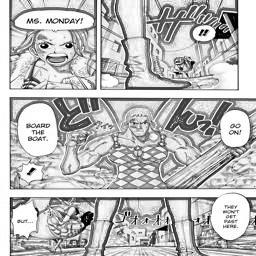 !!
MS. MONDAY!
GO
ON!
BOARD
THE
BOAT.
THEY
WON'T
GET
PAST
HERE.
BUT...